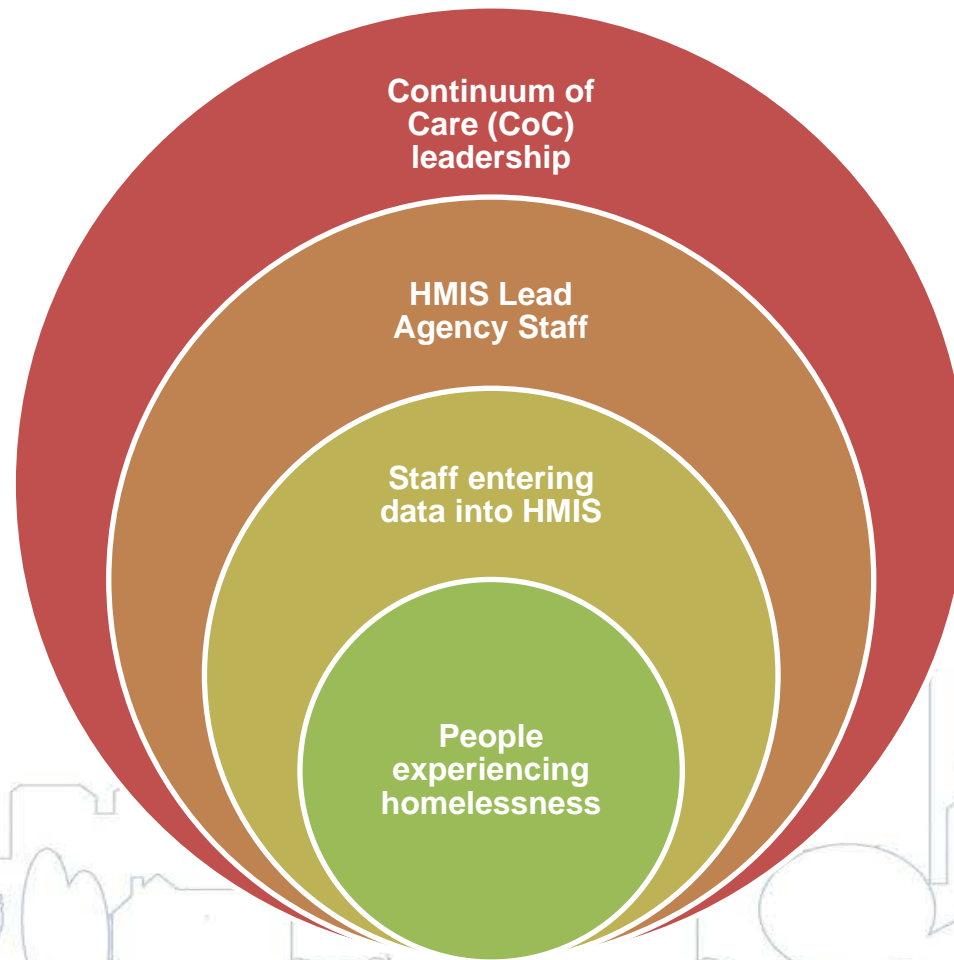 Continuum of
Care (CoC)
leadership
HMIS Lead
Agency Staff
Staff entering
data into HMIS
People
experiencing
homelessness